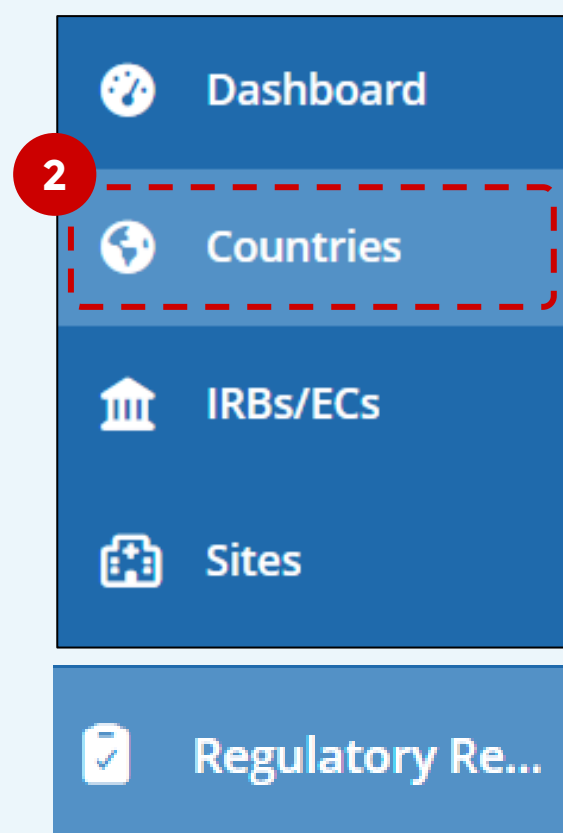 Dashboard
2
Countries
IRBs/ECs
Sites
Regulatory Re...